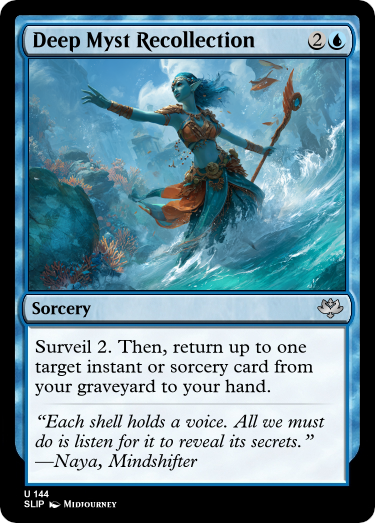 Deep Myst Recollection 2
Sorcery
Surveil 2. Then, return up to one
target instant or sorcery card from
your graveyard to your hand.
“Each shell holds a voice. All we must
do is listen for it to reveal its secrets.”
—Naya, Mindshifter
U 144
SLIP Midjourney